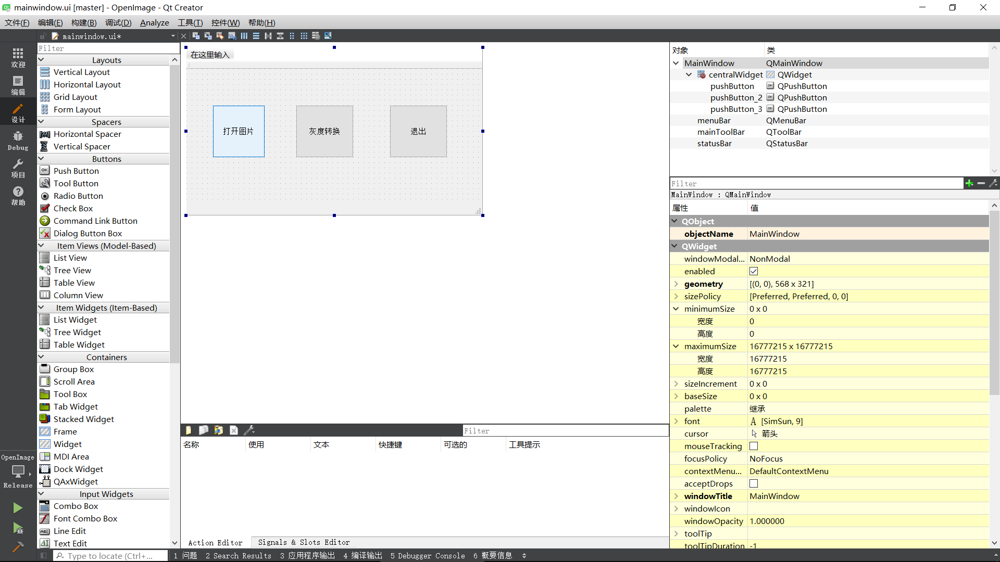 mainwindow.ui [master] - OpenImage - Qt Creator
文件(F) 编辑(E) 构建(B) 调试(D) Analyze 工具(T) 控件(W) 帮助(H)
mainwindow.ui*
欢迎
编辑
设计
Debug
项目
帮助
OpenImage
Release
Filter
Layouts
Vertical Layout
Horizontal Layout
Grid Layout
Form Layout
Spacers
Horizontal Spacer
Vertical Spacer
Buttons
Push Button
Tool Button
Radio Button
Check Box
Command Link Button
Dialog Button Box
Item Views (Model-Based)
List View
Tree View
Table View
Column View
Item Widgets (Item-Based)
List Widget
Tree Widget
Table Widget
Containers
Group Box
Scroll Area
Tool Box
Tab Widget
Stacked Widget
Frame
Widget
MDI Area
Dock Widget
QAxWidget
Input Widgets
Combo Box
Font Combo Box
Line Edit
Text Edit
在这里输入
打开图片 灰度转换 退出
Filter
名称 使用 文本 快捷键 可选的 工具提示
Action Editor Signals & Slots Editor
对象 类
MainWindow QMainWindow
centralWidget QWidget
pushButton QPushButton
pushButton_2 QPushButton
pushButton_3 QPushButton
menuBar QMenuBar
mainToolBar QToolBar
statusBar QStatusBar
Filter
MainWindow : QMainWindow
属性 值
QObject
objectName MainWindow
QWidget
windowModal... NonModal
enabled
geometry [(0, 0), 568 x 321]
sizePolicy [Preferred, Preferred, 0, 0]
minimumSize 0 x 0
宽度 0
高度 0
maximumSize 16777215 x 16777215
宽度 16777215
高度 16777215
sizeIncrement 0 x 0
baseSize 0 x 0
palette 继承
font A [SimSun, 9]
cursor 箭头
mouseTracking
focusPolicy NoFocus
contextMenu... DefaultContextMenu
acceptDrops
windowTitle MainWindow
windowIcon
windowOpacity 1.000000
toolTip
toolTipDuration -1
Type to locate (Ctrl+... 1 问题 2 Search Results 3 应用程序输出 4 编译输出 5 Debugger Console 6 概要信息